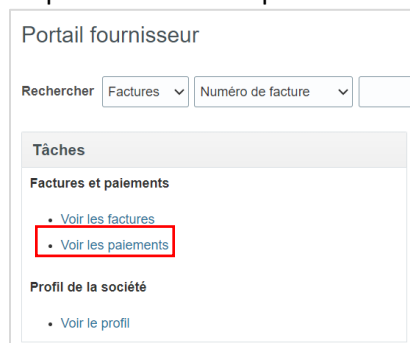 Portail fournisseur
Rechercher Factures Numéro de facture
Tâches
Factures et paiements
Voir les factures
Voir les paiements
Profil de la société
Voir le profil